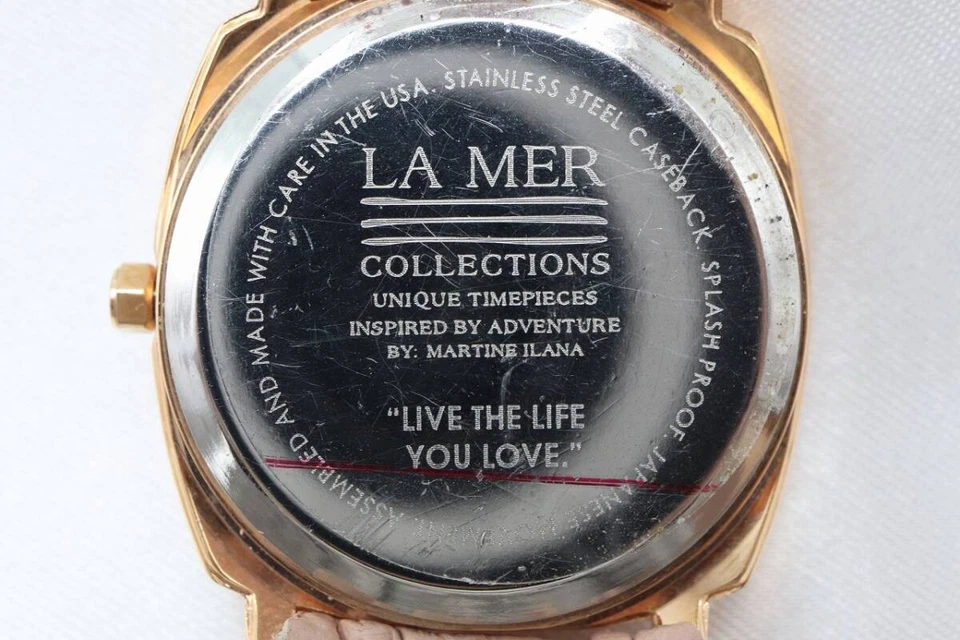 LA MER
COLLECTIONS
UNIQUE TIMEPIECES
INSPIRED BY ADVENTURE
BY: MARTINE ILANA
“LIVE THE LIFE
YOU LOVE.”
ASSEMBLED AND MADE WITH CARE IN THE USA. STAINLESS STEEL CASEBACK. SPLASH PROOF. JAPANESE MOVEMENT.